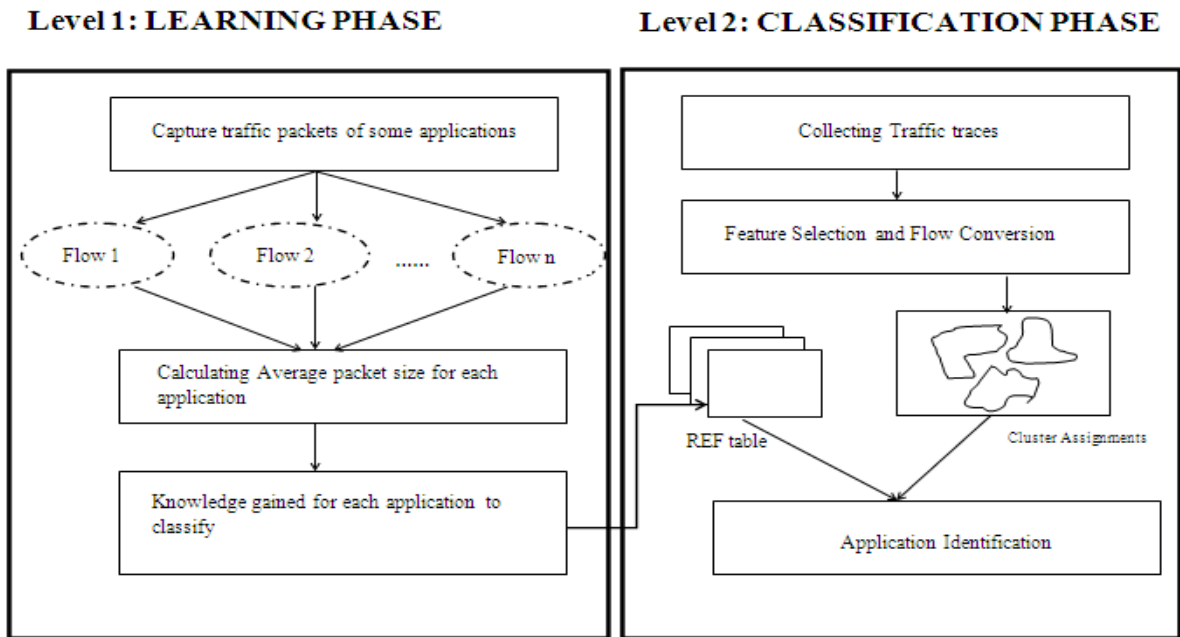 Level 1: LEARNING PHASE
Capture traffic packets of some applications
Flow 1
Flow 2
......
Flow n
Calculating Average packet size for each
application
Knowledge gained for each application to
classify
Level 2: CLASSIFICATION PHASE
Collecting Traffic traces
Feature Selection and Flow Conversion
REF table
Cluster Assignments
Application Identification